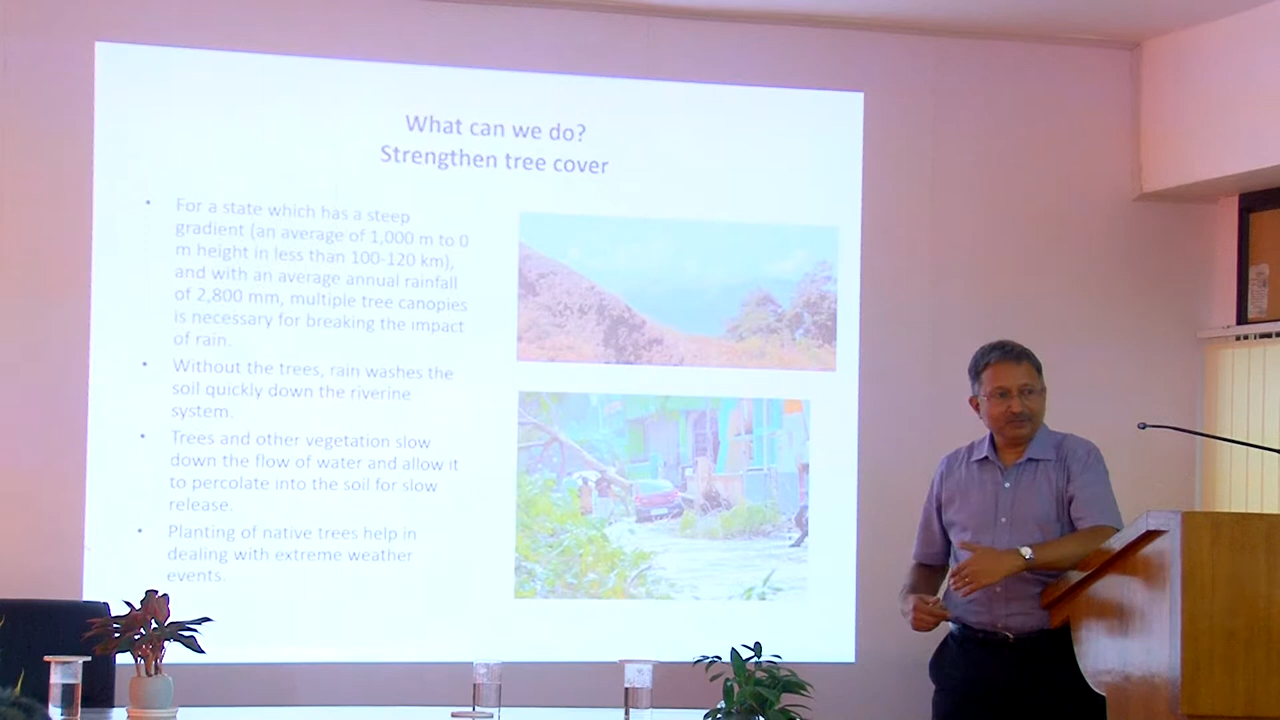 What can we do?
Strengthen tree cover
• For a state which has a steep
gradient (an average of 1,000 m to 0
m height in less than 100-120 km),
and with an average annual rainfall
of 2,800 mm, multiple tree canopies
is necessary for breaking the impact
of rain.
• Without the trees, rain washes the
soil quickly down the riverine
system.
• Trees and other vegetation slow
down the flow of water and allow it
to percolate into the soil for slow
release.
• Planting of native trees help in
dealing with extreme weather
events.